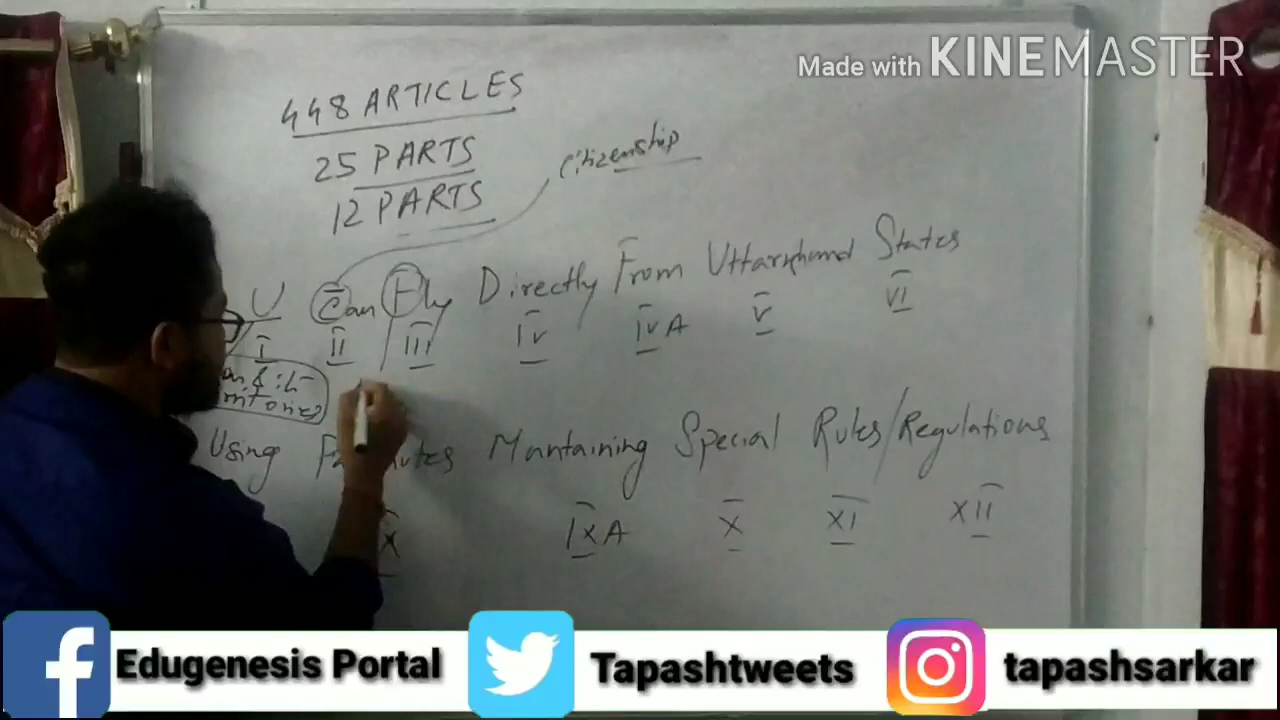 Made with KINEMASTER
448 ARTICLES
25 PARTS
12 PARTS
Citizenship
U Can Fly Directly From Uttarakhand States
I II III IV IVA V VI
Using Maintaining Special Rules/Regulations
X IXA X XI XII
Edugenesis Portal Tapashtweets tapashsarkar